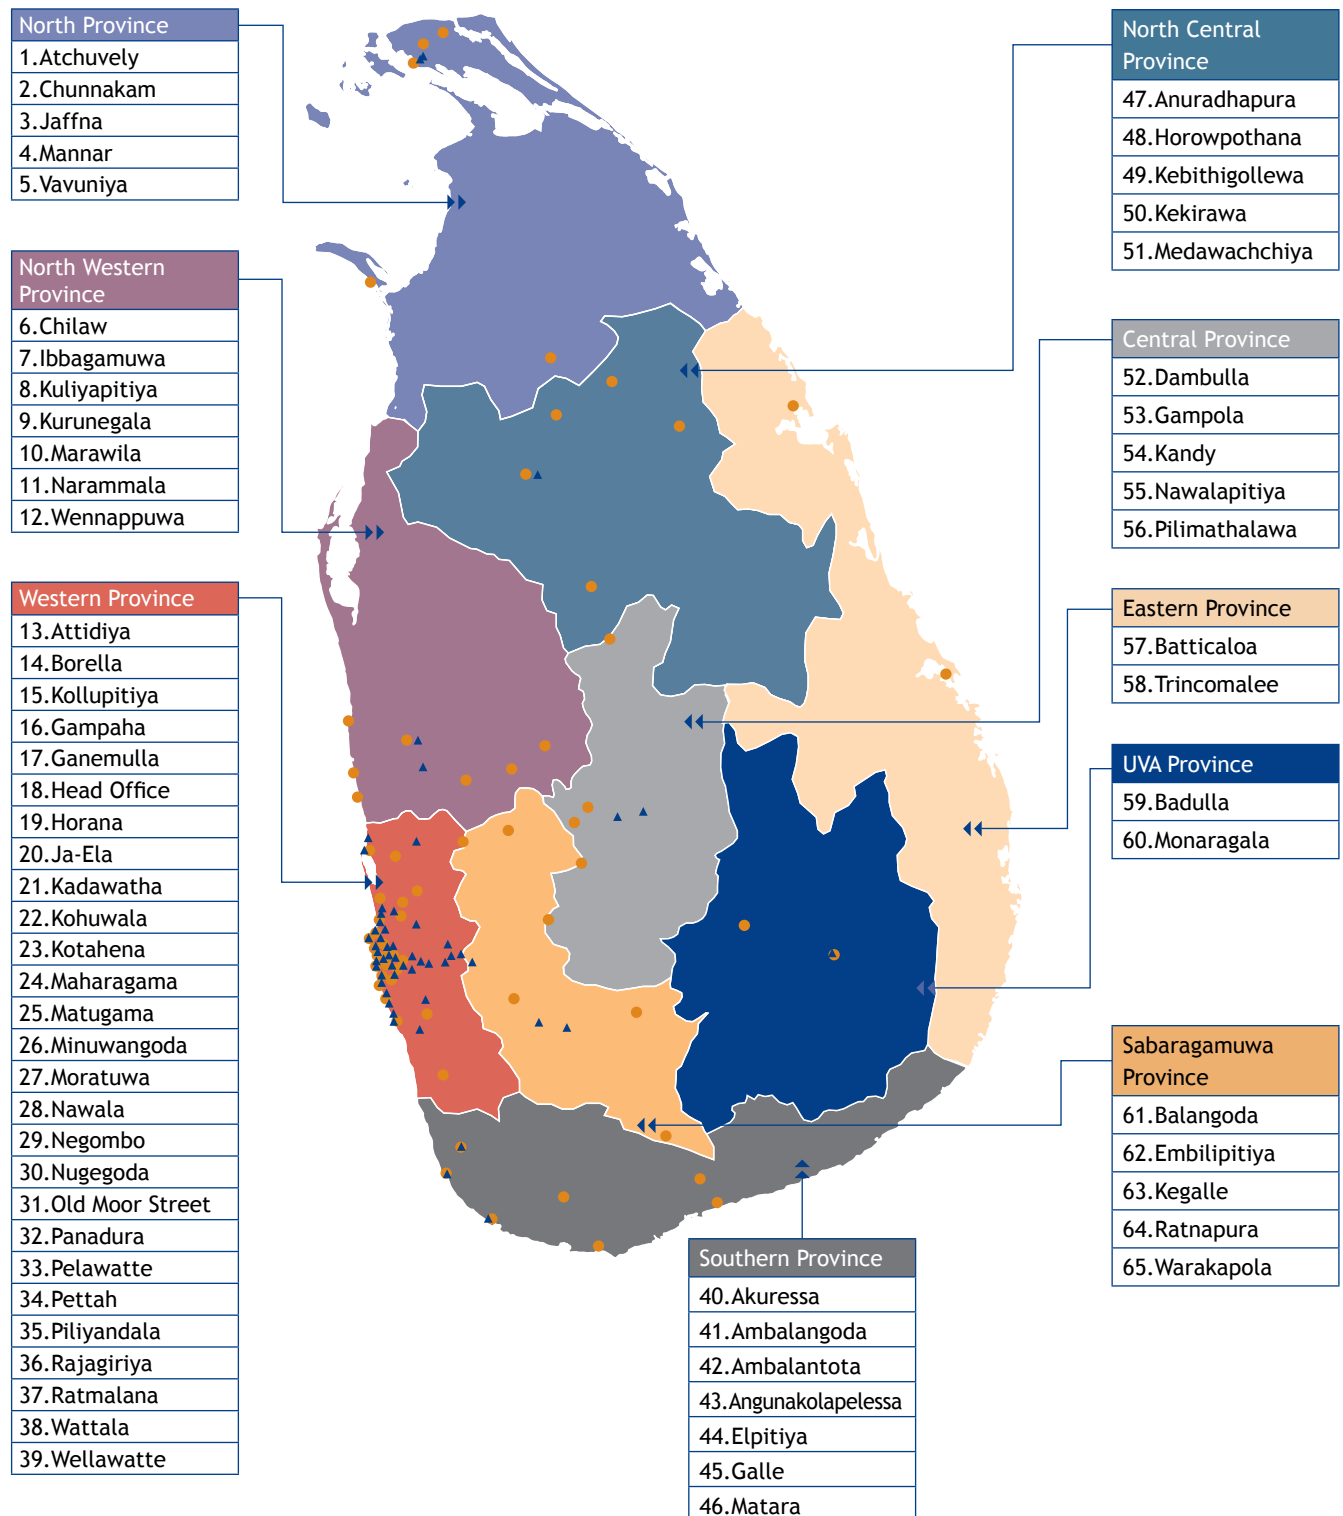 North Province
1.Atchuvely
2.Chunnakam
3.Jaffna
4.Mannar
5.Vavuniya
North Western
Province
6.Chilaw
7.Ibbagamuwa
8.Kuliyapitiya
9.Kurunegala
10.Marawila
11.Narammala
12.Wennappuwa
Western Province
13.Attidiya
14.Borella
15.Kollupitiya
16.Gampaha
17.Ganemulla
18.Head Office
19.Horana
20.Ja-Ela
21.Kadawatha
22.Kohuwala
23.Kotahena
24.Maharagama
25.Matugama
26.Minuwangoda
27.Moratuwa
28.Nawala
29.Negombo
30.Nugegoda
31.Old Moor Street
32.Panadura
33.Pelawatte
34.Pettah
35.Piliyandala
36.Rajagiriya
37.Ratmalana
38.Wattala
39.Wellawatte
Southern Province
40.Akuressa
41.Ambalangoda
42.Ambalantota
43.Angunakolapelessa
44.Elpitiya
45.Galle
46.Matara
North Central
Province
47.Anuradhapura
48.Horowpothana
49.Kebithigollewa
50.Kekirawa
51.Medawachchiya
Central Province
52.Dambulla
53.Gampola
54.Kandy
55.Nawalapitiya
56.Pilimathalawa
Eastern Province
57.Batticaloa
58.Trincomalee
UVA Province
59.Badulla
60.Monaragala
Sabaragamuwa
Province
61.Balangoda
62.Embilipitiya
63.Kegalle
64.Ratnapura
65.Warakapola